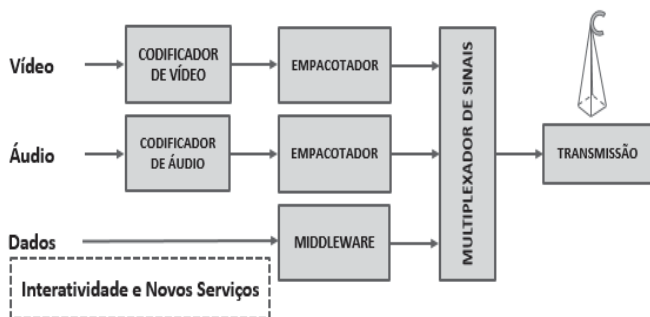 Vídeo
CODIFICADOR
DE VÍDEO
EMPACOTADOR
Áudio
CODIFICADOR
DE ÁUDIO
EMPACOTADOR
Dados
MIDDLEWARE
Interatividade e Novos Serviços
MULTIPLEXADOR DE SINAIS
TRANSMISSÃO